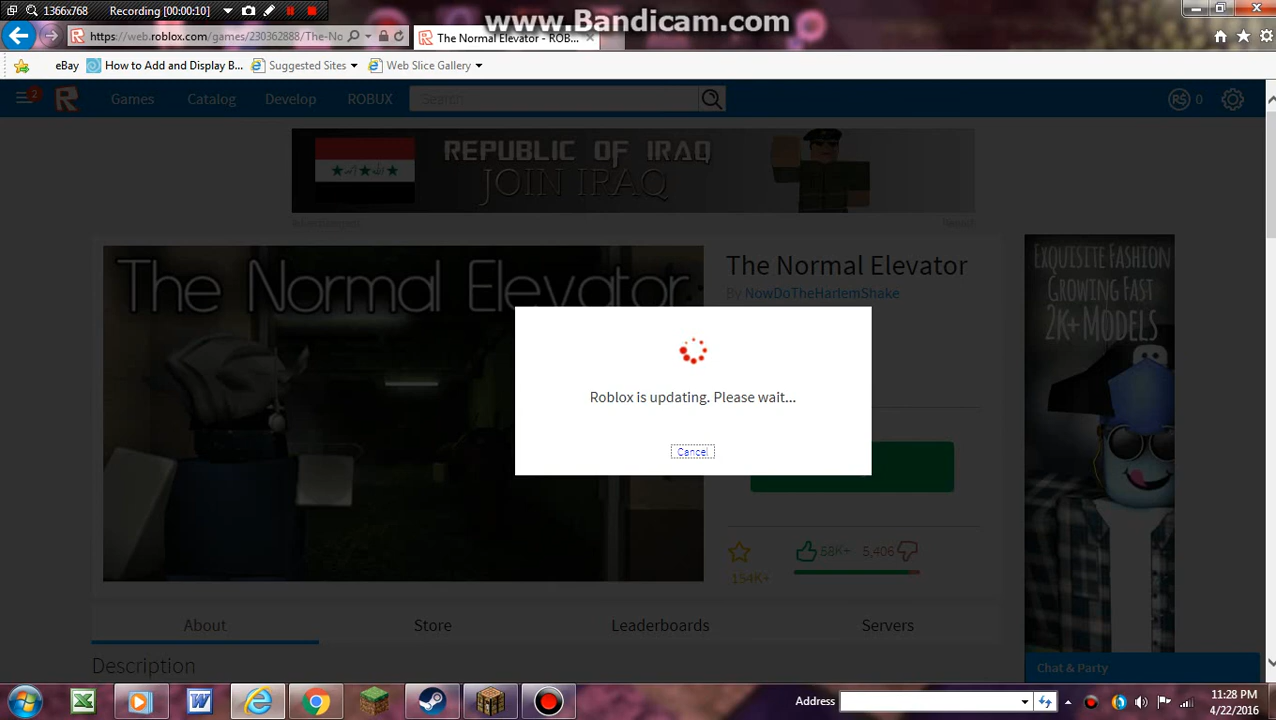 1366x768 Recording [00:00:10]
www.Bandicam.com
https://web.roblox.com/games/230362888/The-No
The Normal Elevator - ROB...
eBay How to Add and Display B... Suggested Sites Web Slice Gallery
2
R Games Catalog Develop ROBUX Search R$ 0
REPUBLIC OF IRAQ
JOIN IRAQ
The Normal Elevator
The Normal Elevator
By NowDoTheHarlemShake
EXQUISITE FASHION
GROWING FAST
2K+ MODELS
Roblox is updating. Please wait...
Cancel
154K+ 58K+ 5,406
About Store Leaderboards Servers
Description
Chat & Party
Address
11:28 PM
4/22/2016